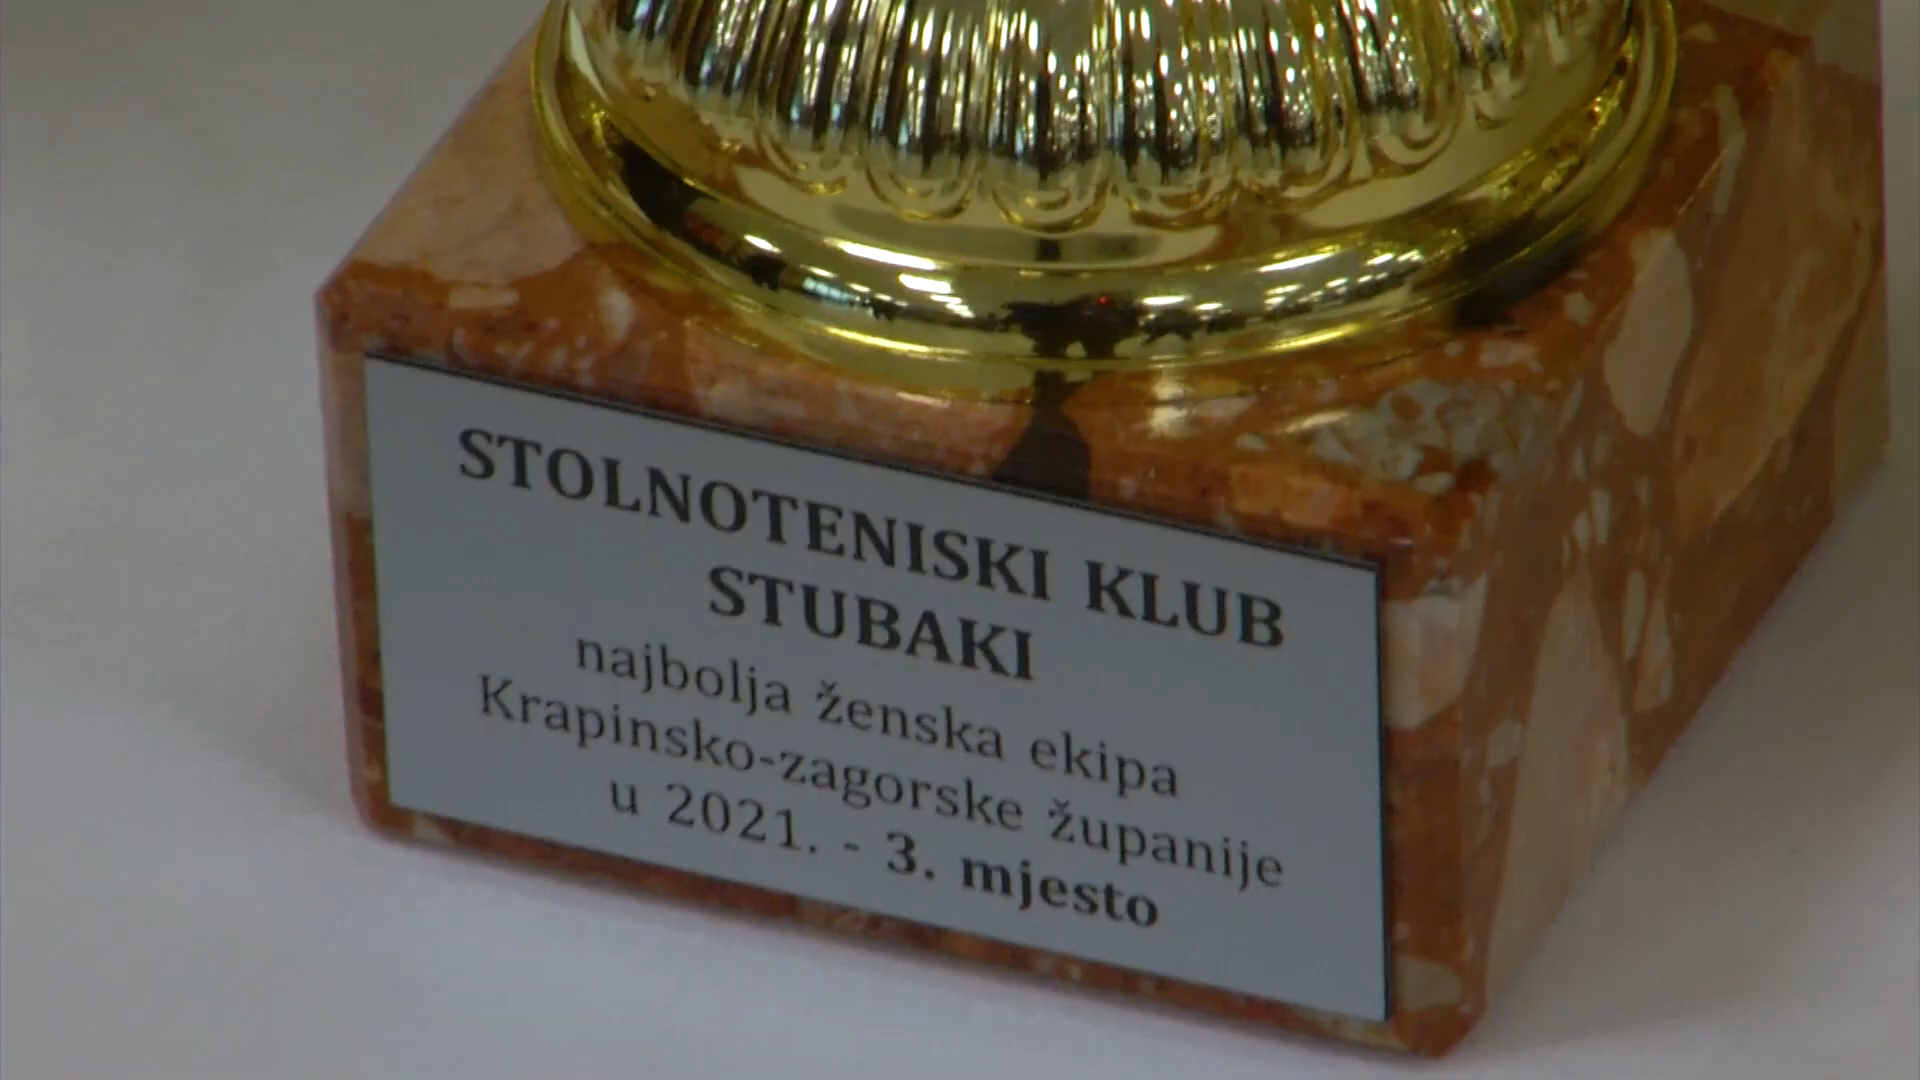 STOLNOTENISKI KLUB
STUBAKI
najbolja ženska ekipa
Krapinsko-zagorske županije
u 2021. - 3. mjesto